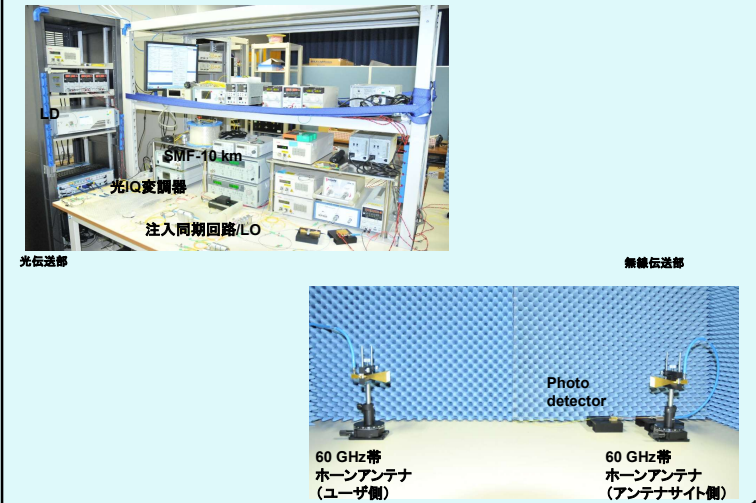 LD
SMF-10 km
光IQ変調器
注入同期回路/LO
光伝送部
無線伝送部
Photo
detector
60 GHz帯
ホーンアンテナ
（ユーザ側）
60 GHz帯
ホーンアンテナ
（アンテナサイト側）